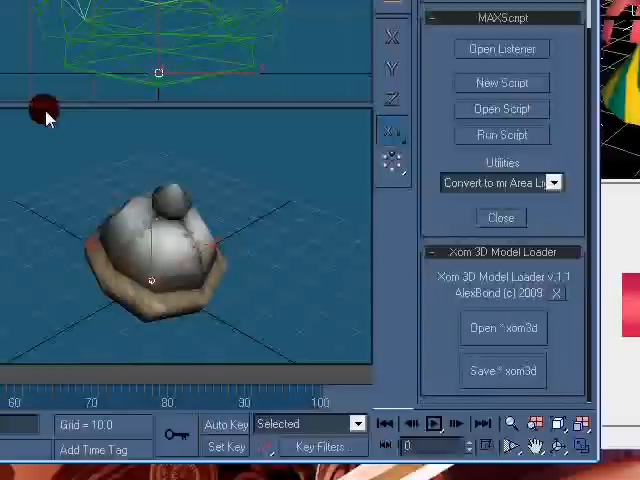 MAXScript
Open Listener
New Script
Open Script
Run Script
Utilities
Convert to mr Area Lig
Close
Xom 3D Model Loader
Xom 3D Model Loader v.1.1
AlexBond (c) 2009 X
Open *.xom3d
Save *.xom3d
X
Y
Z
XY
60 70 80 90 100
Grid = 10.0
Auto Key
Selected
Add Time Tag
Set Key
Key Filters...
0